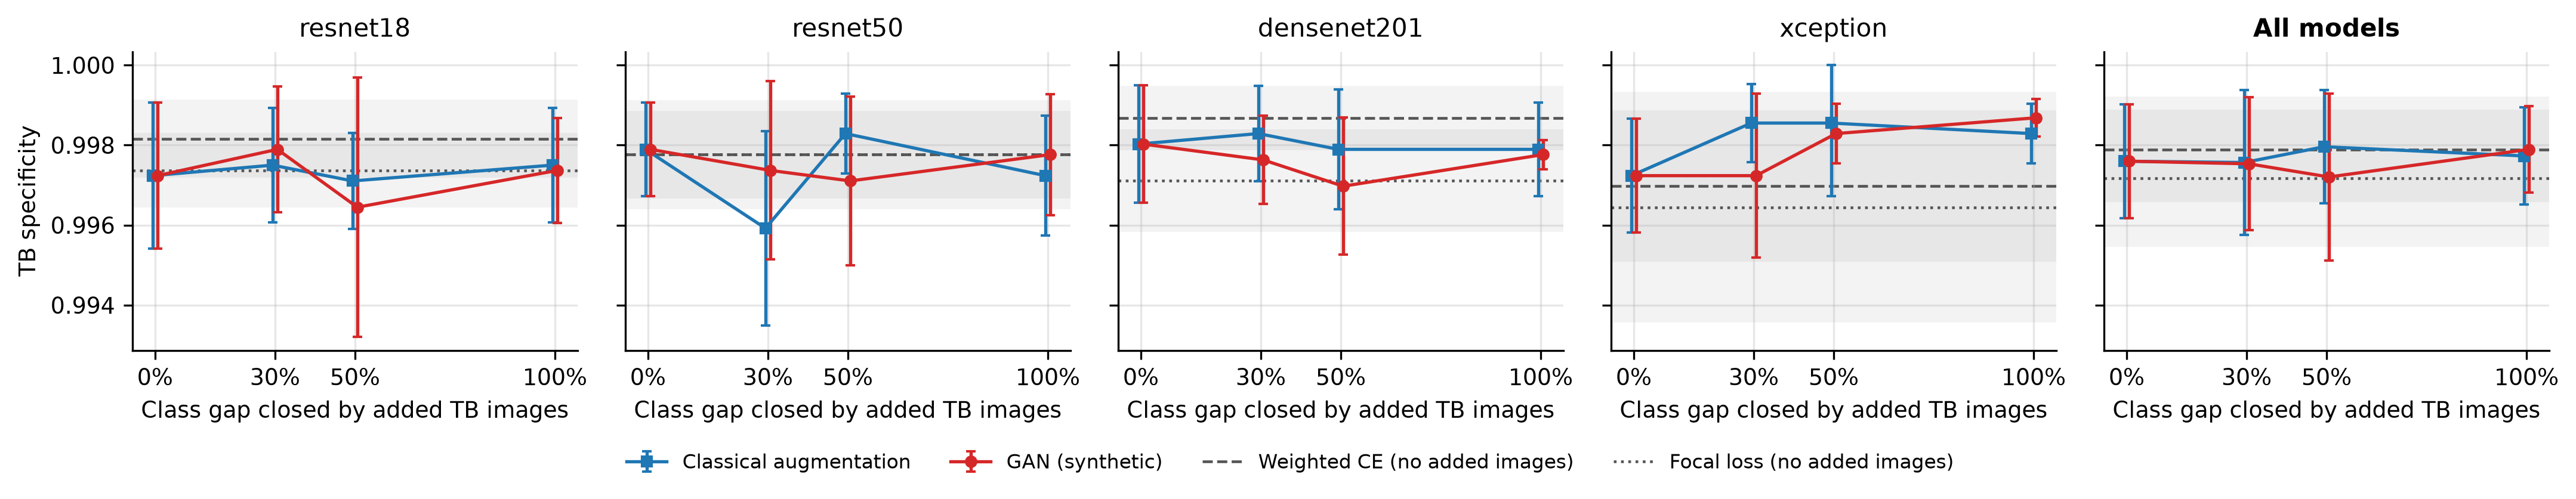 resnet18 resnet50 densenet201 xception All models
TB specificity
1.000
0.998
0.996
0.994
0% 30% 50% 100% 0% 30% 50% 100% 0% 30% 50% 100% 0% 30% 50% 100% 0% 30% 50% 100%
Class gap closed by added TB images Class gap closed by added TB images Class gap closed by added TB images Class gap closed by added TB images Class gap closed by added TB images
Classical augmentation GAN (synthetic) Weighted CE (no added images) Focal loss (no added images)